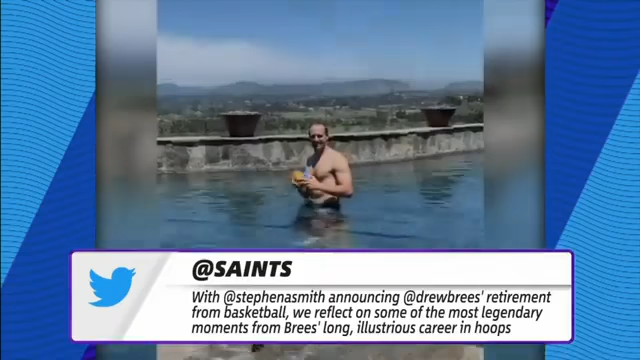 @SAINTS
With @stephenasmith announcing @drewbrees' retirement
from basketball, we reflect on some of the most legendary
moments from Brees' long, illustrious career in hoops